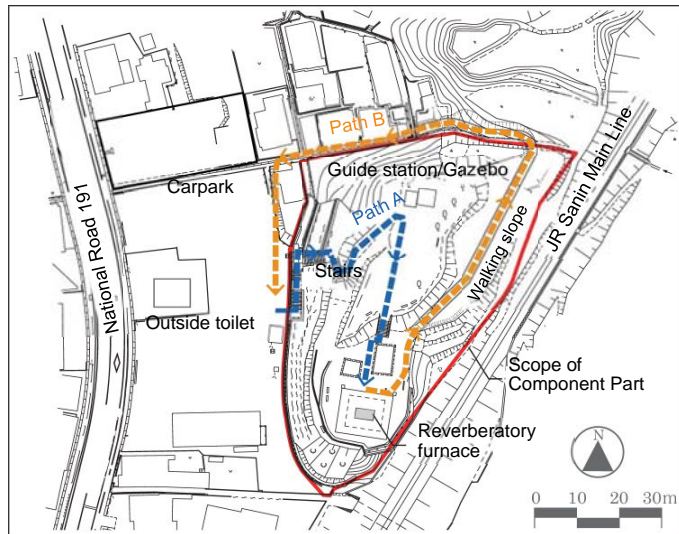 Path B
Guide station/Gazebo
Carpark
Path A
National Road 191
JR Sanin Main Line
Walking slope
Stairs
Outside toilet
Scope of
Component Part
Reverberatory
furnace
N
0 10 20 30m